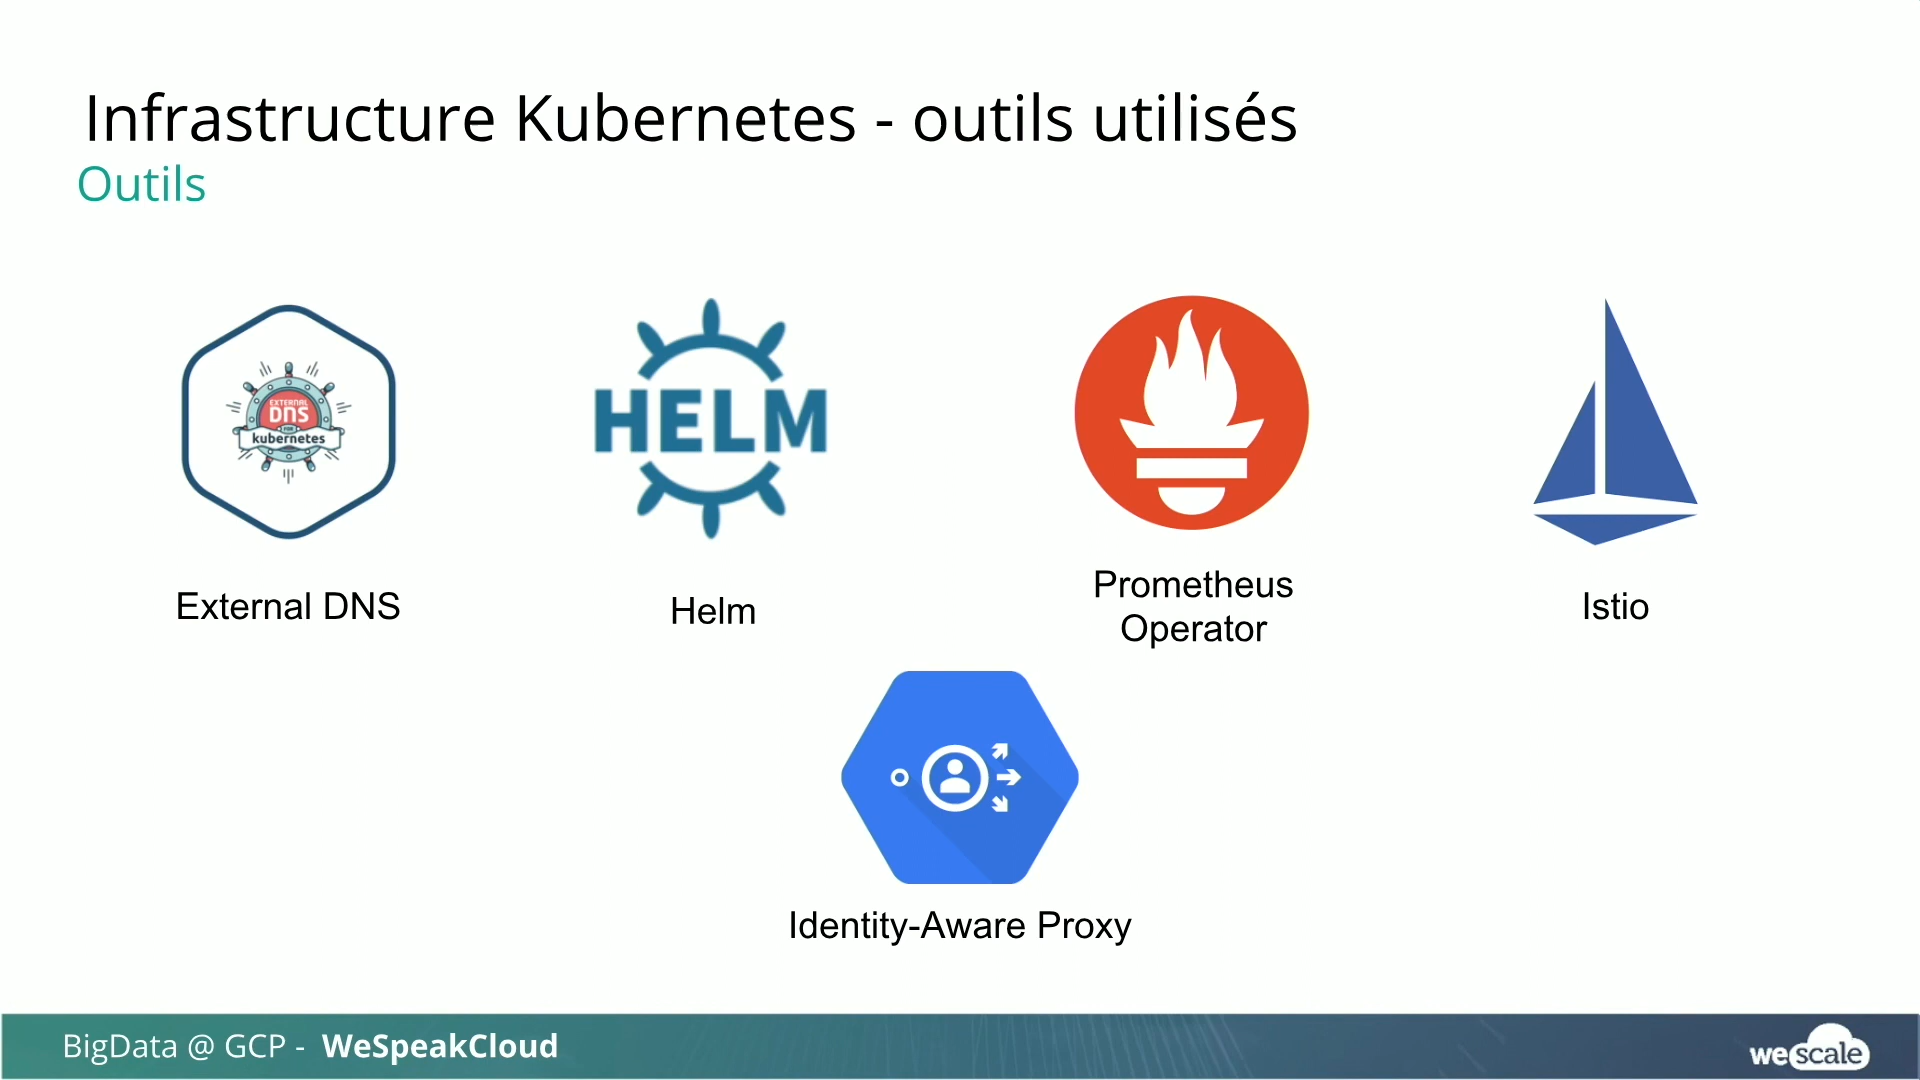 Infrastructure Kubernetes - outils utilisés
Outils
EXTERNAL
DNS
FOR
kubernetes
HELM
External DNS
Helm
Prometheus
Operator
Istio
Identity-Aware Proxy
BigData @ GCP - WeSpeakCloud
wescale